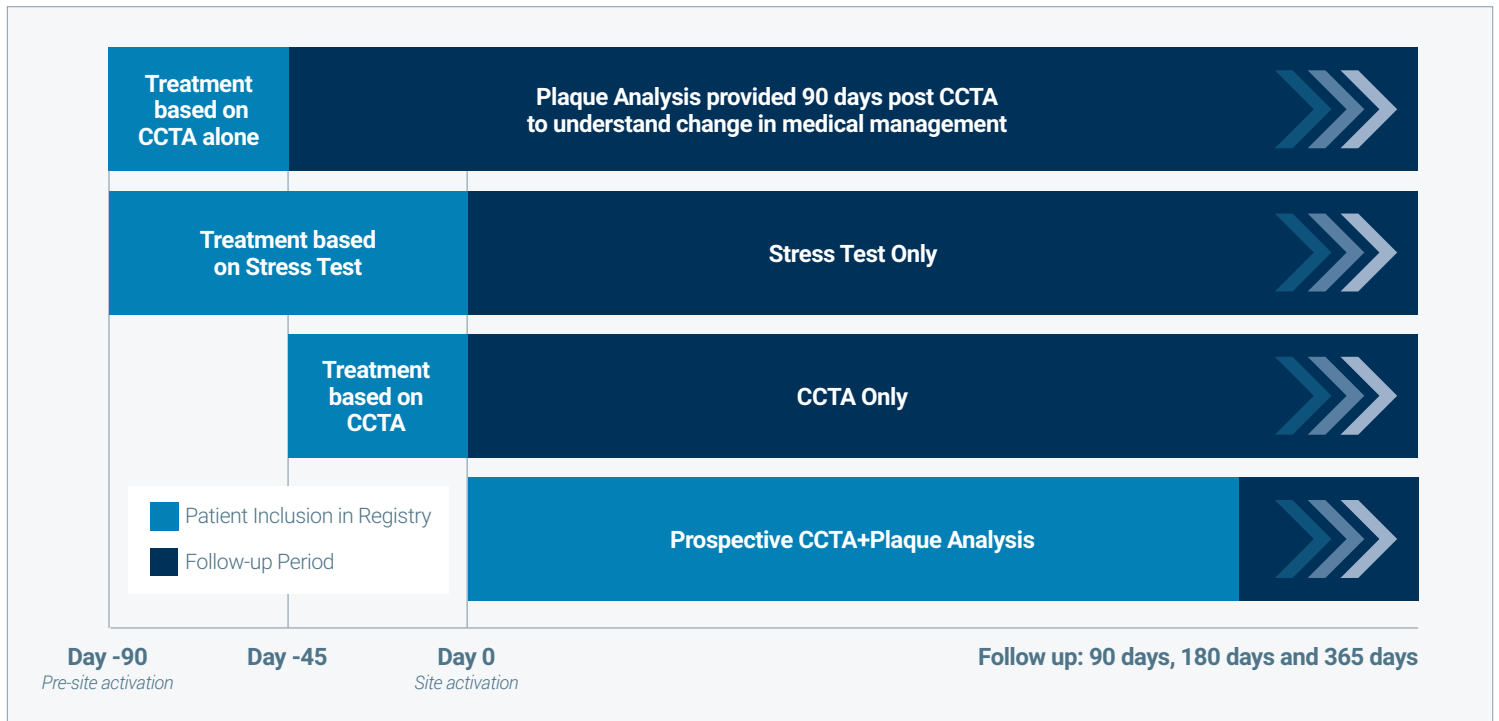 Treatment
based on
CCTA alone
Plaque Analysis provided 90 days post CCTA
to understand change in medical management
Treatment based
on Stress Test
Stress Test Only
Treatment
based on
CCTA
CCTA Only
Patient Inclusion in Registry
Follow-up Period
Prospective CCTA+Plaque Analysis
Day -90
Pre-site activation
Day -45
Day 0
Site activation
Follow up: 90 days, 180 days and 365 days